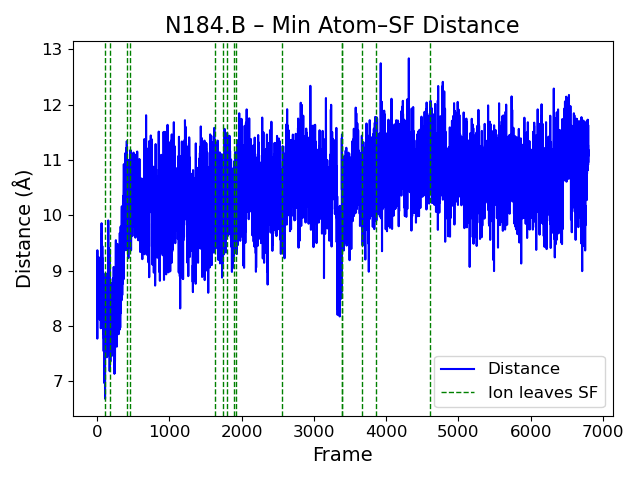 N184.B – Min Atom–SF Distance
Distance (Å)
13
12
11
10
9
8
7
Distance
Ion leaves SF
0 1000 2000 3000 4000 5000 6000 7000
Frame